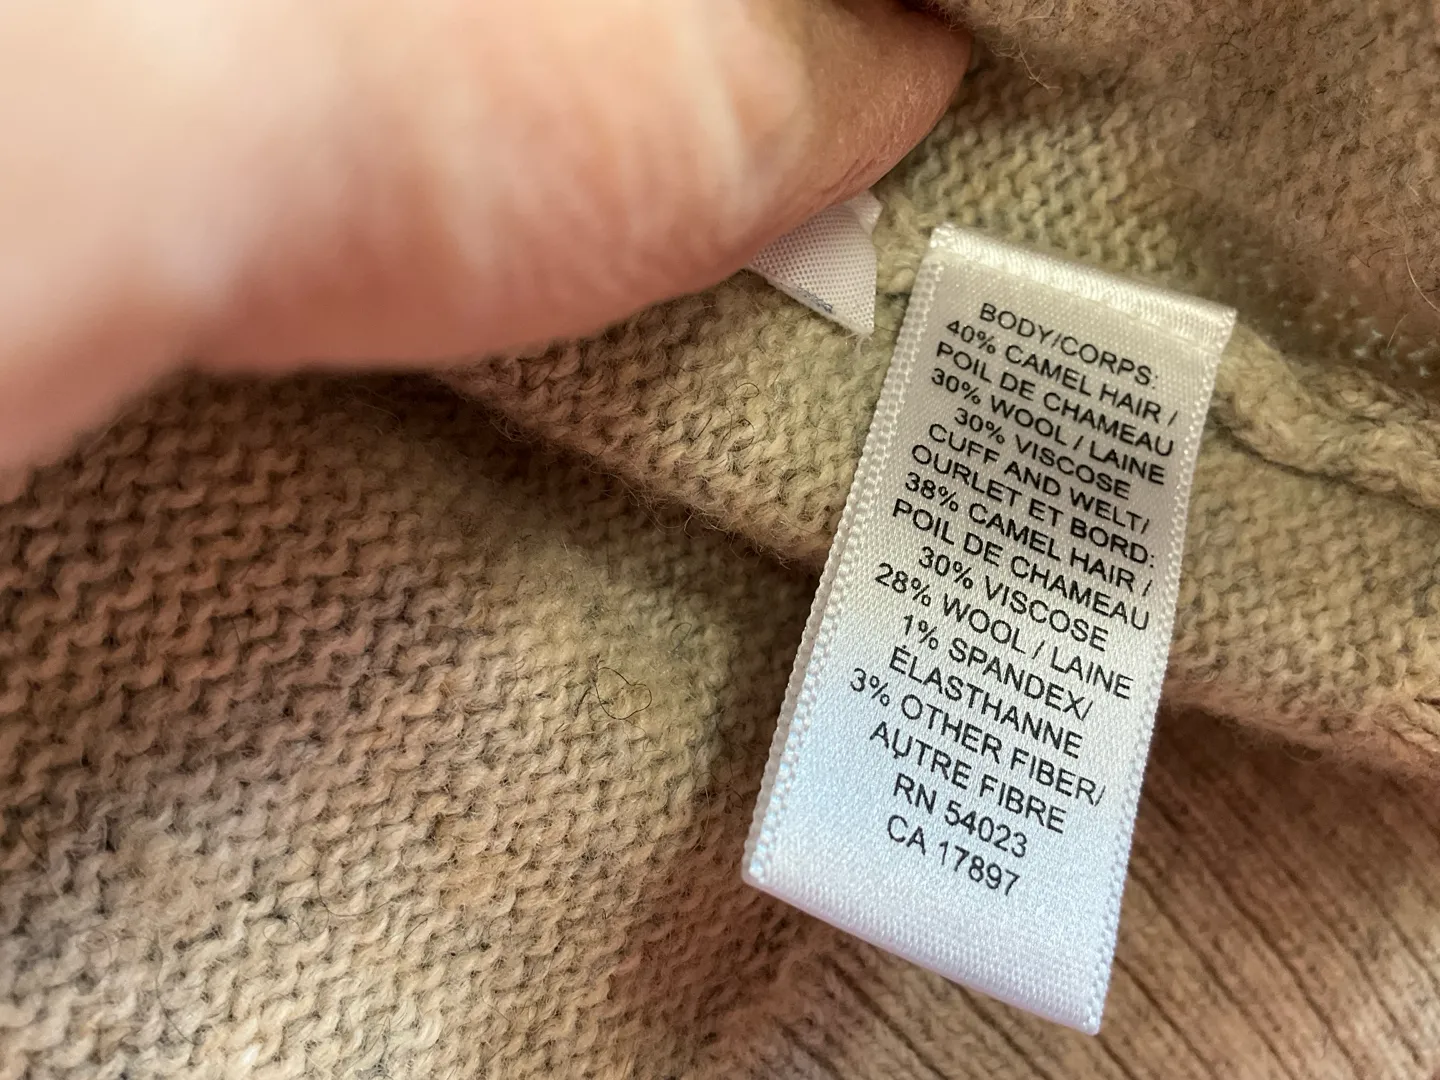 BODY/CORPS:
40% CAMEL HAIR /
POIL DE CHAMEAU
30% WOOL / LAINE
30% VISCOSE
CUFF AND WELT/
OURLET ET BORD:
38% CAMEL HAIR /
POIL DE CHAMEAU
30% VISCOSE
28% WOOL / LAINE
1% SPANDEX/
ÉLASTHANNE
3% OTHER FIBER/
AUTRE FIBRE
RN 54023
CA 17897